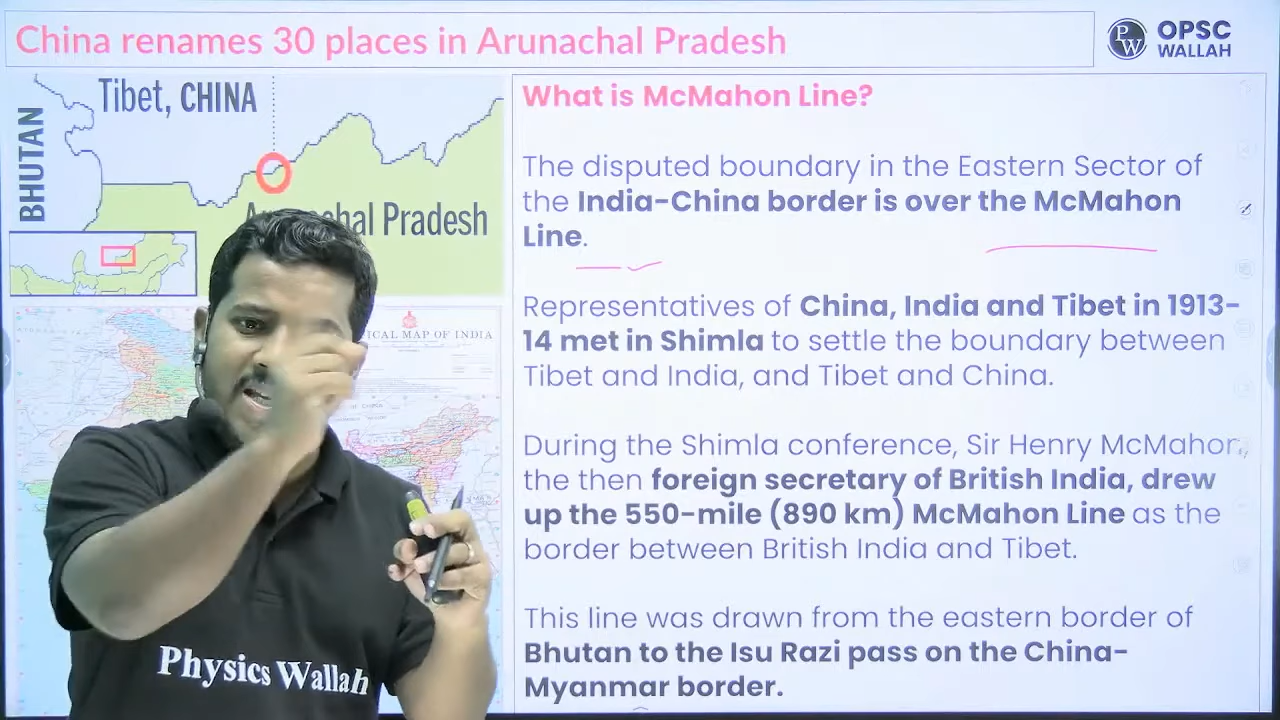 China renames 30 places in Arunachal Pradesh
PW
OPSC
WALLAH
Tibet, CHINA
BHUTAN
Pradesh
What is McMahon Line?
The disputed boundary in the Eastern Sector of
the India-China border is over the McMahon
Line.
Representatives of China, India and Tibet in 1913-
14 met in Shimla to settle the boundary between
Tibet and India, and Tibet and China.
During the Shimla conference, Sir Henry McMahon,
the then foreign secretary of British India, drew
up the 550-mile (890 km) McMahon Line as the
border between British India and Tibet.
This line was drawn from the eastern border of
Bhutan to the Isu Razi pass on the China-
Myanmar border.
MAP OF INDIA
Physics Wallah